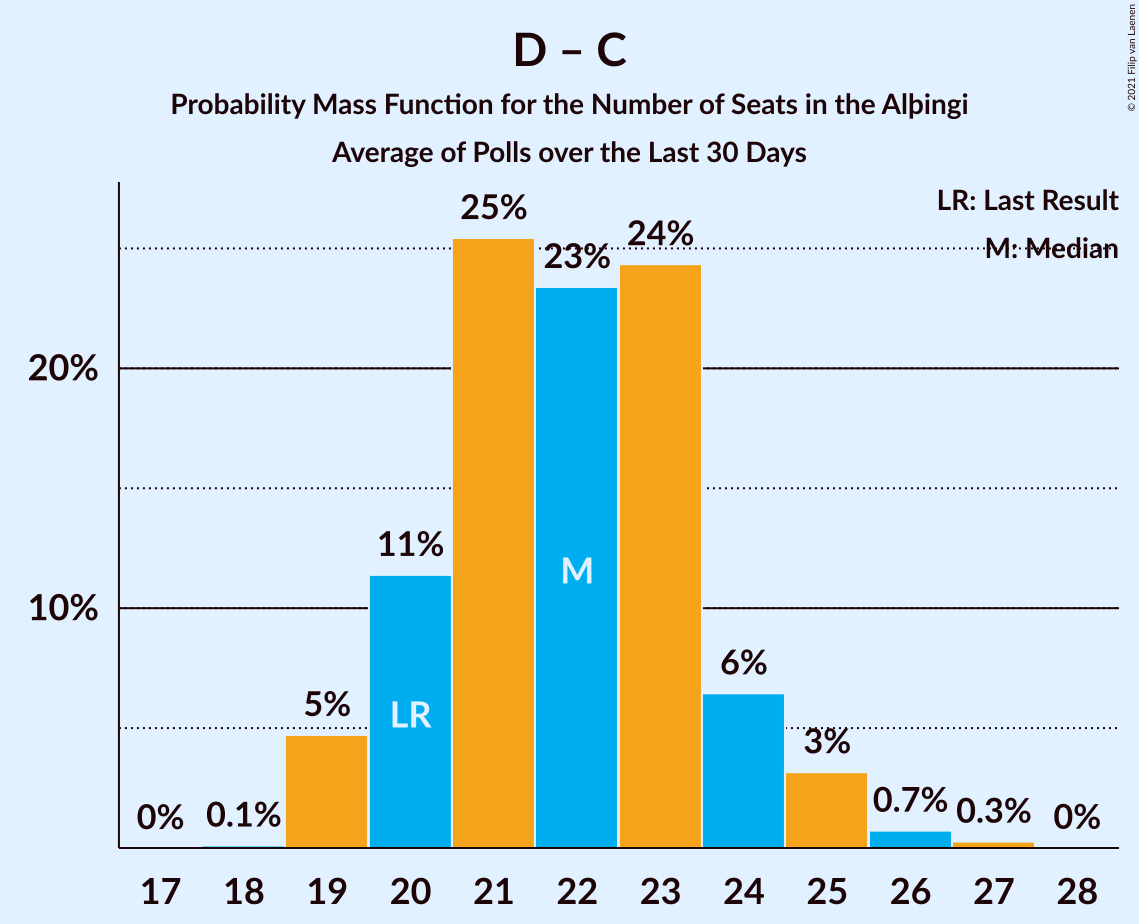 D – C
Probability Mass Function for the Number of Seats in the Alþingi
Average of Polls over the Last 30 Days
© 2021 Filip van Laenen
LR: Last Result
M: Median
20%
10%
0%
0.1%
5%
11%
25%
23%
24%
6%
3%
0.7%
0.3%
0%
LR
M
17 18 19 20 21 22 23 24 25 26 27 28